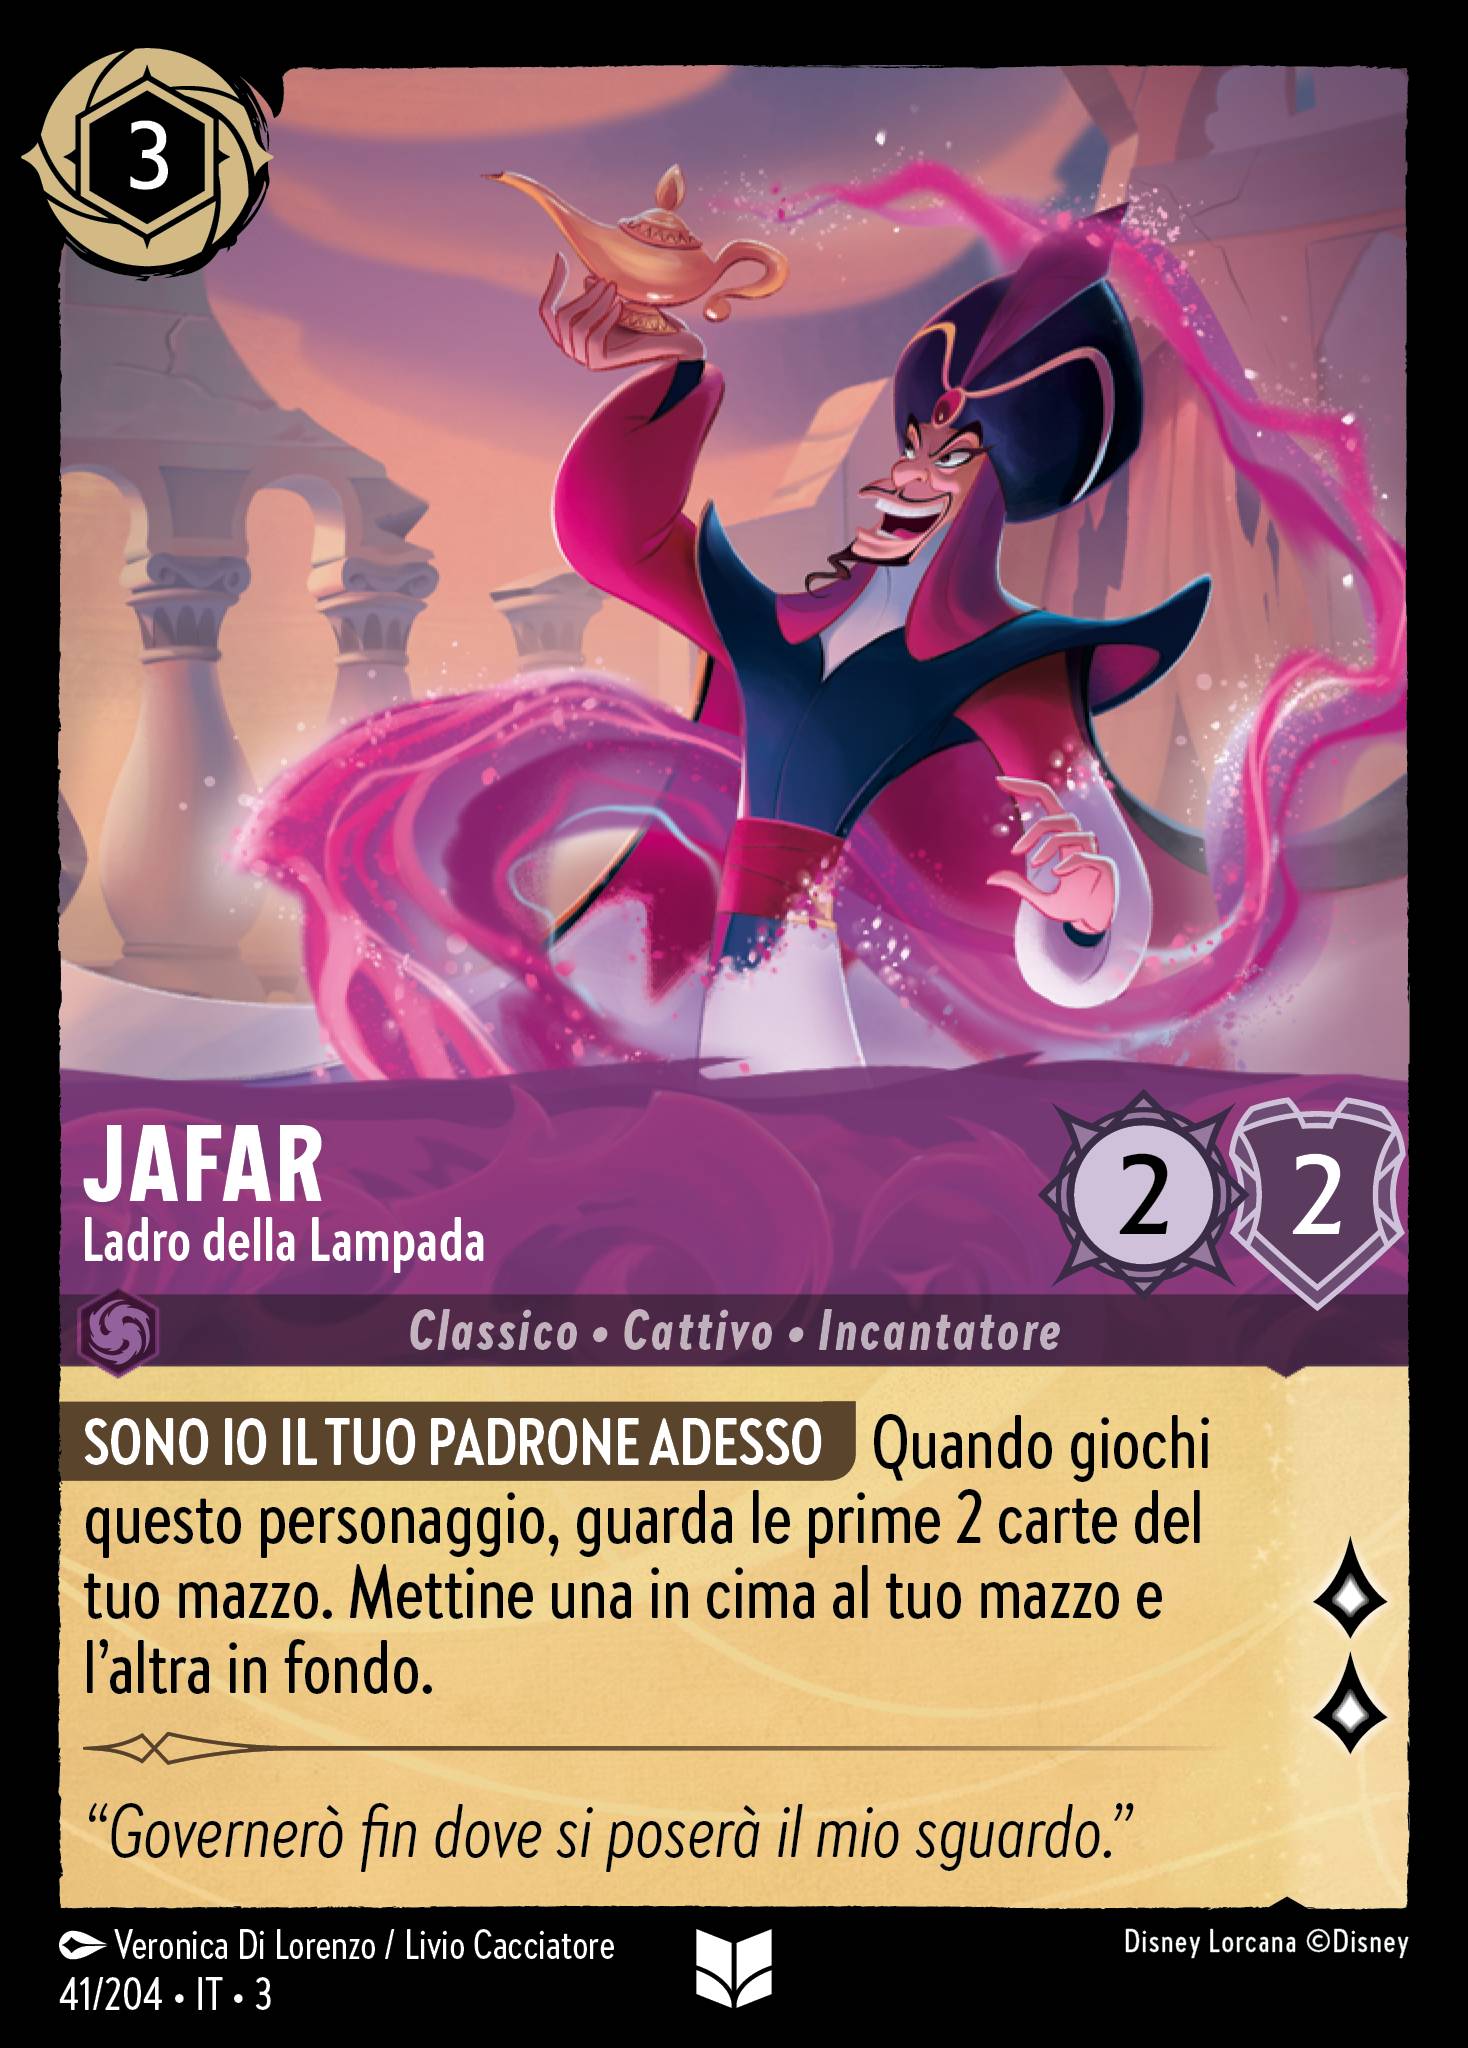 3
JAFAR
Ladro della Lampada
2 2
Classico • Cattivo • Incantatore
SONO IO IL TUO PADRONE ADESSO Quando giochi
questo personaggio, guarda le prime 2 carte del
tuo mazzo. Mettine una in cima al tuo mazzo e
l’altra in fondo.
“Governerò fin dove si poserà il mio sguardo.”
Veronica Di Lorenzo / Livio Cacciatore
Disney Lorcana ©Disney
41/204 • IT • 3